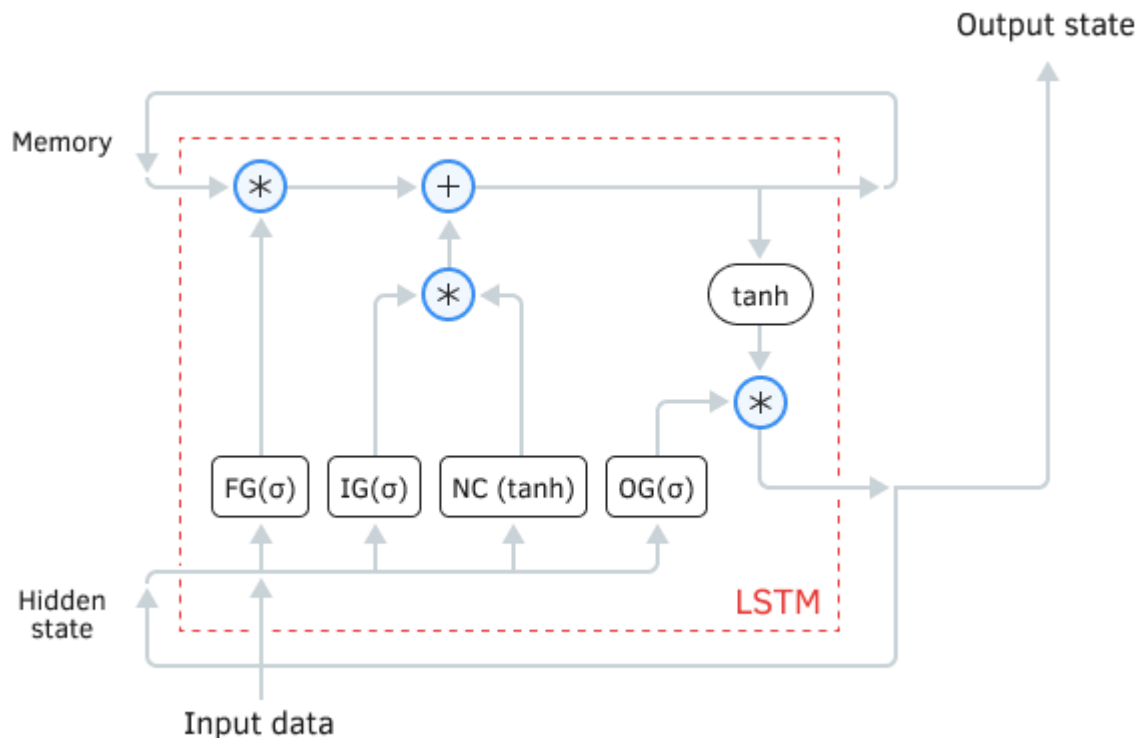 Output state
Memory
*
+
*
tanh
*
FG(σ)
IG(σ)
NC (tanh)
OG(σ)
Hidden
state
LSTM
Input data